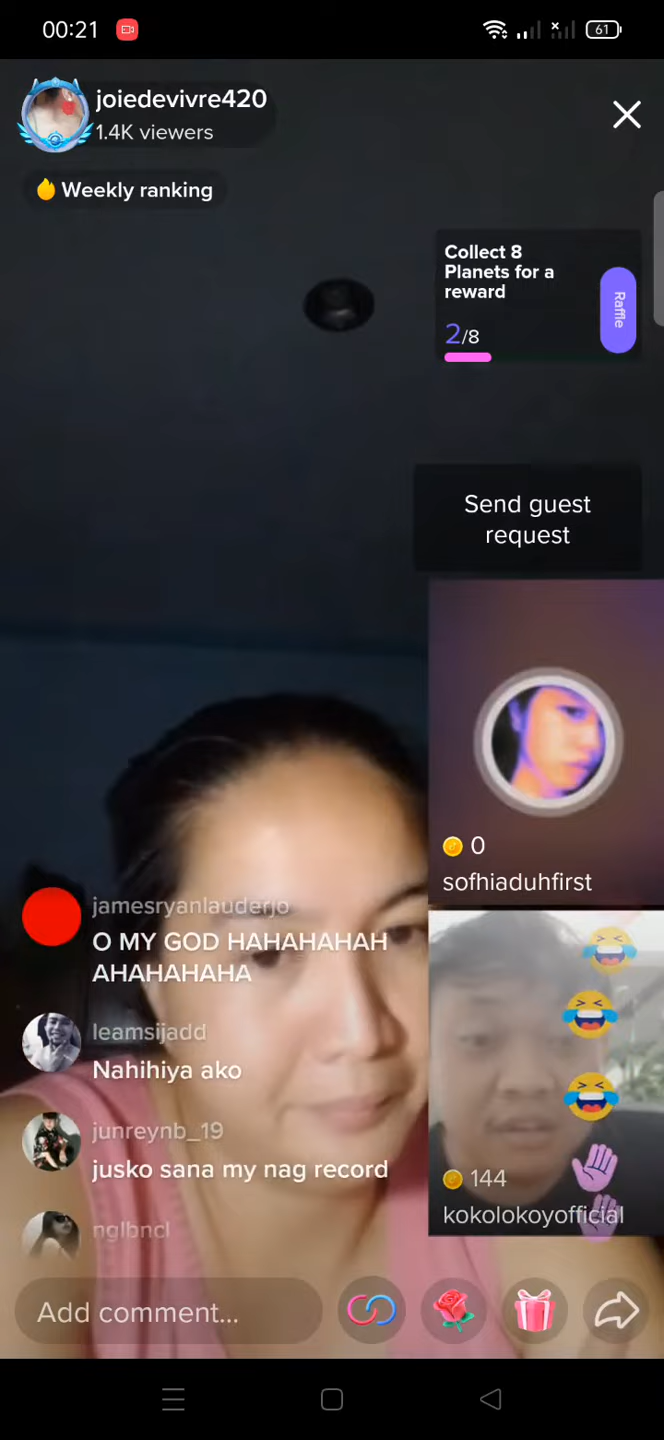 00:21
61
joiedevivre420
1.4K viewers
Weekly ranking
Collect 8
Planets for a
reward
2/8
Raffle
Send guest
request
0
sofhiaduhfirst
jamesryanlauderjo
O MY GOD HAHAHAHAH
AHAHAHAHA
leamsijadd
Nahihiya ako
junreynb_19
jusko sana my nag record
nglbncl
144
kokolokoyofficial
Add comment...